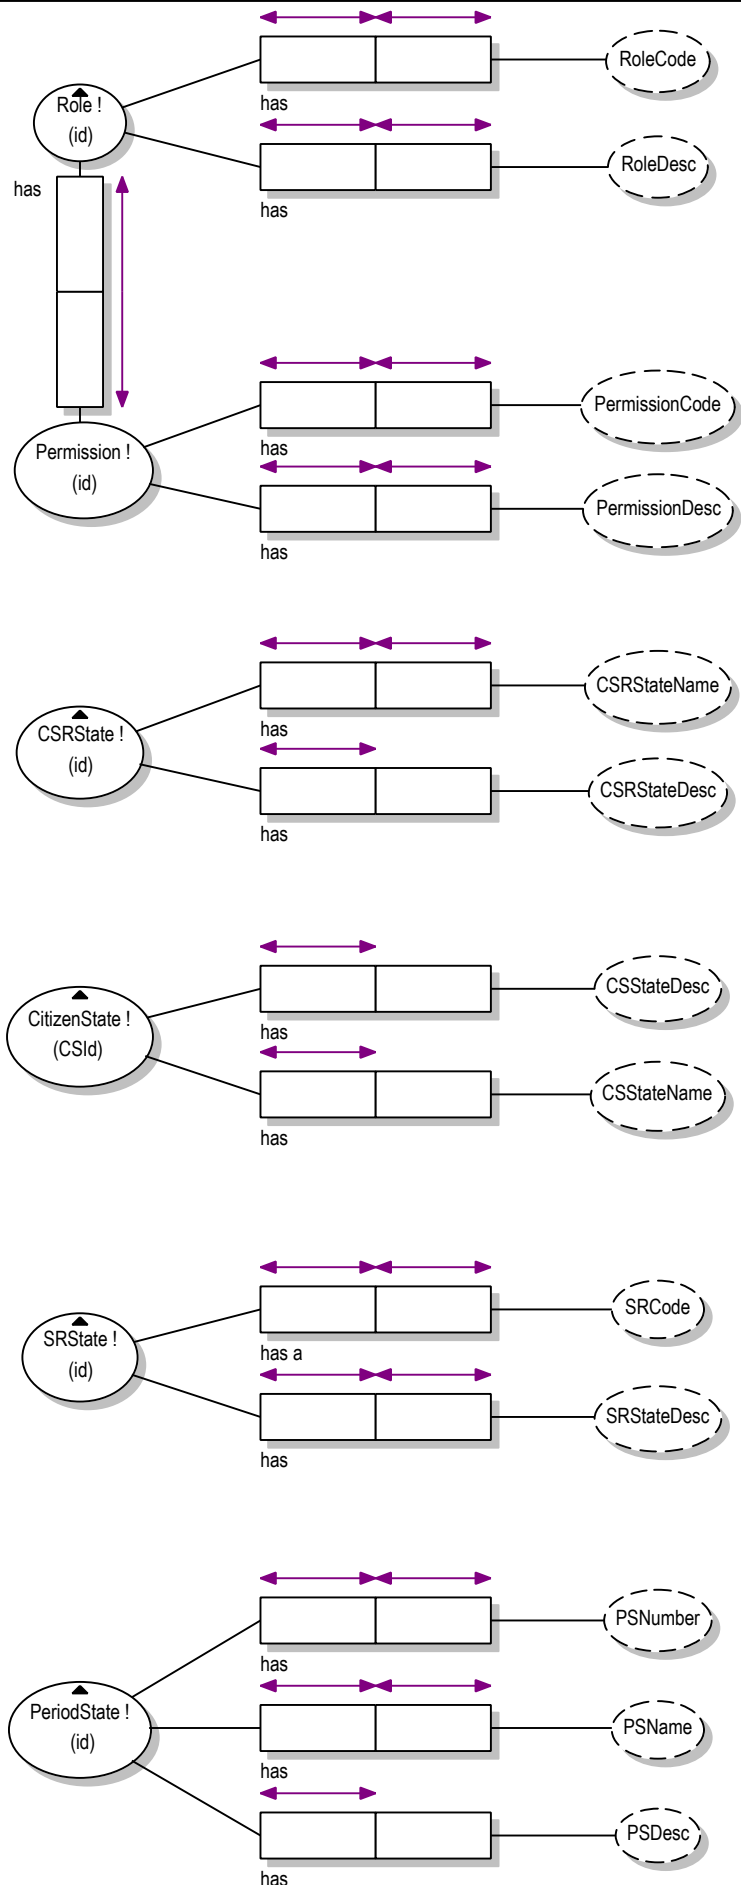 RoleCode
has
Role !
(id)
RoleDesc
has
has
PermissionCode
has
Permission !
(id)
PermissionDesc
has
CSRStateName
has
CSRState !
(id)
CSRStateDesc
has
CSStateDesc
has
CitizenState !
(CSId)
CSStateName
has
SRCode
has a
SRState !
(id)
SRStateDesc
has
PSNumber
has
PeriodState !
(id)
PSName
has
PSDesc
has